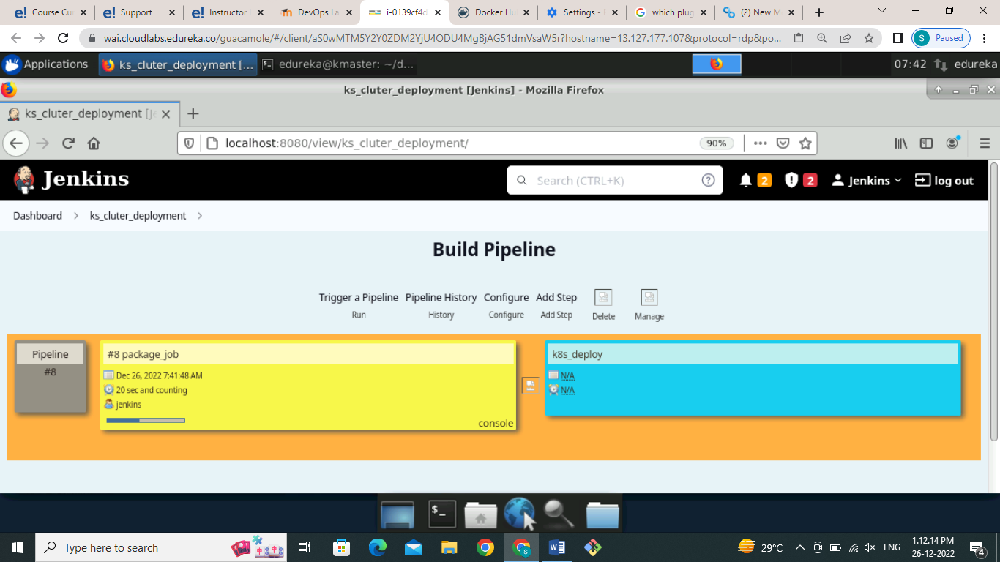 e! Course Cu
e! Support
e! Instructor
DevOps La
i-0139cf4d
Docker Hu
Settings -
which plug
(2) New M
wai.cloudlabs.edureka.co/guacamole/#/client/aS0wMTM5Y2Y0ZDM2YjU4ODU4MgBjAG51dmVsaW5r?hostname=13.127.177.107&protocol=rdp&po...
S Paused
Applications
ks_cluter_deployment [...
edureka@kmaster: ~/d...
07:42
edureka
ks_cluter_deployment [Jenkins] - Mozilla Firefox
ks_cluter_deployment [Je
localhost:8080/view/ks_cluter_deployment/
90%
Jenkins
Search (CTRL+K)
2
2
Jenkins
log out
Dashboard
ks_cluter_deployment
Build Pipeline
Trigger a Pipeline
Pipeline History
Configure
Add Step
Run
History
Configure
Add Step
Delete
Manage
Pipeline
#8
#8 package_job
Dec 26, 2022 7:41:48 AM
20 sec and counting
jenkins
console
k8s_deploy
N/A
N/A
Type here to search
29°C
ENG
1.12.14 PM
26-12-2022
4